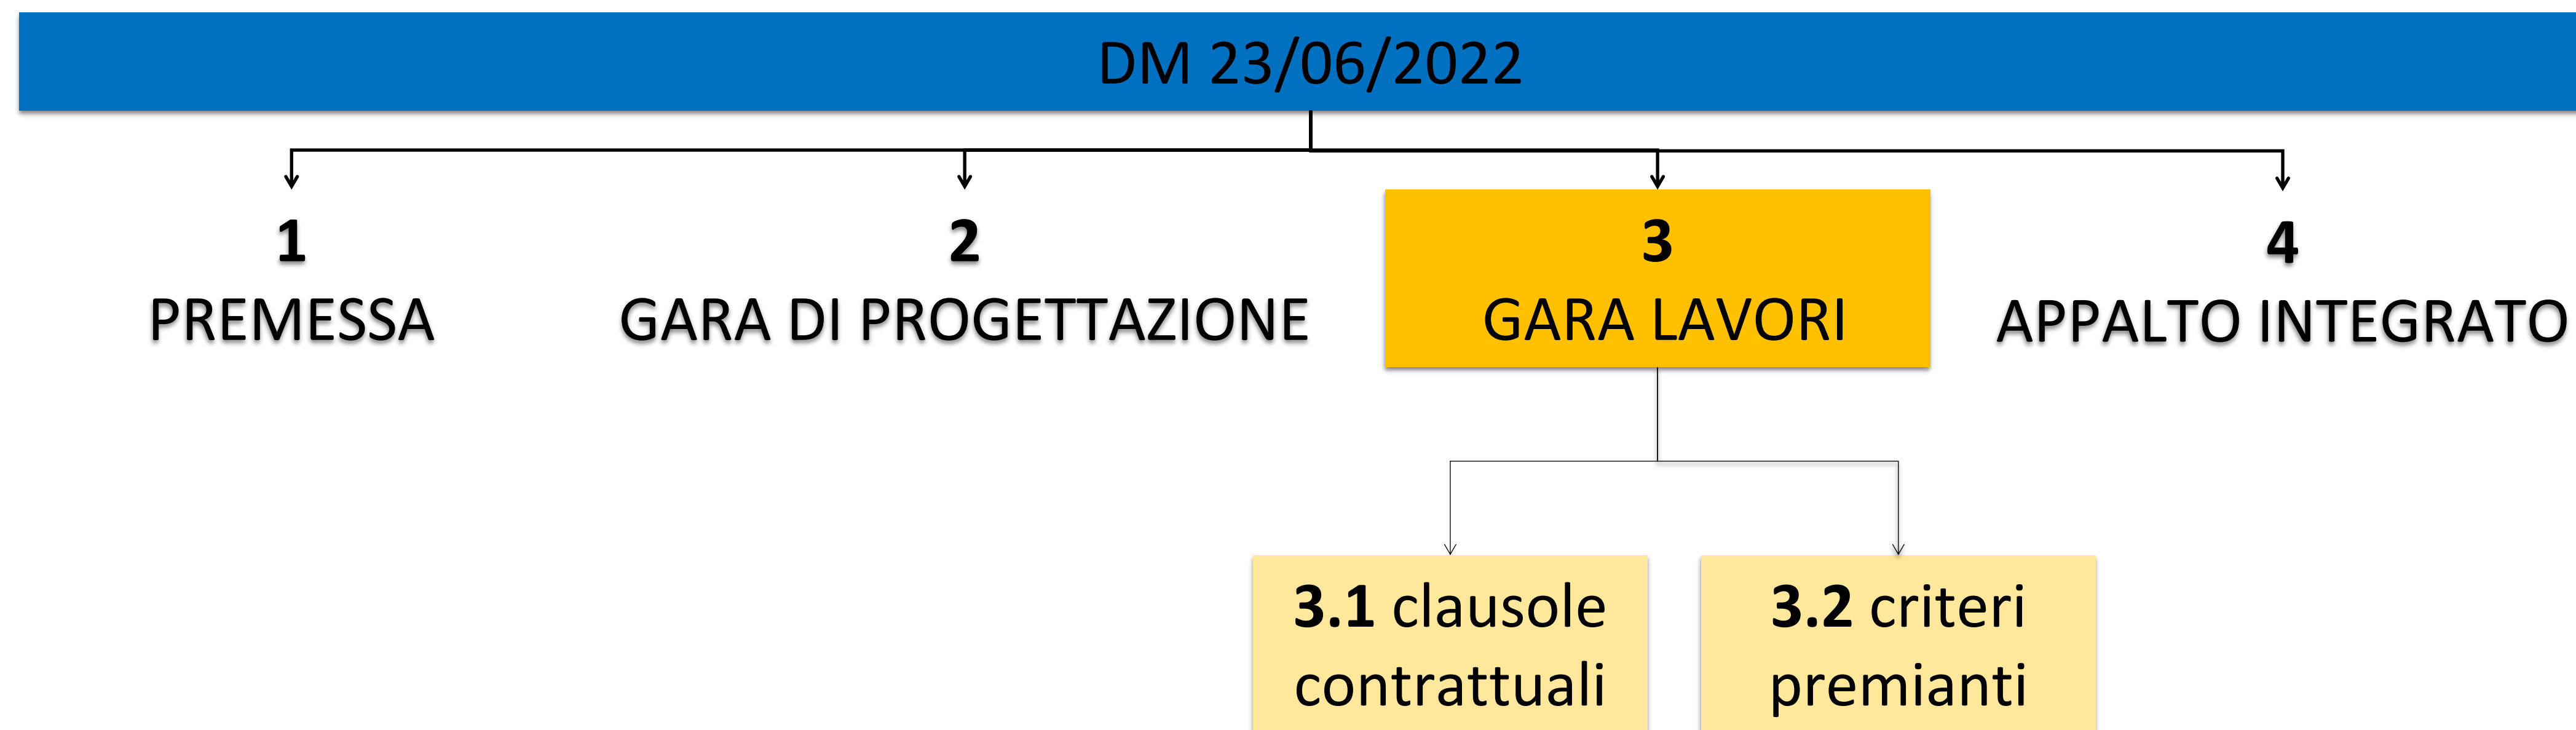 DM 23/06/2022
1
PREMESSA
2
GARA DI PROGETTAZIONE
3
GARA LAVORI
4
APPALTO INTEGRATO
3.1 clausole
contrattuali
3.2 criteri
premianti